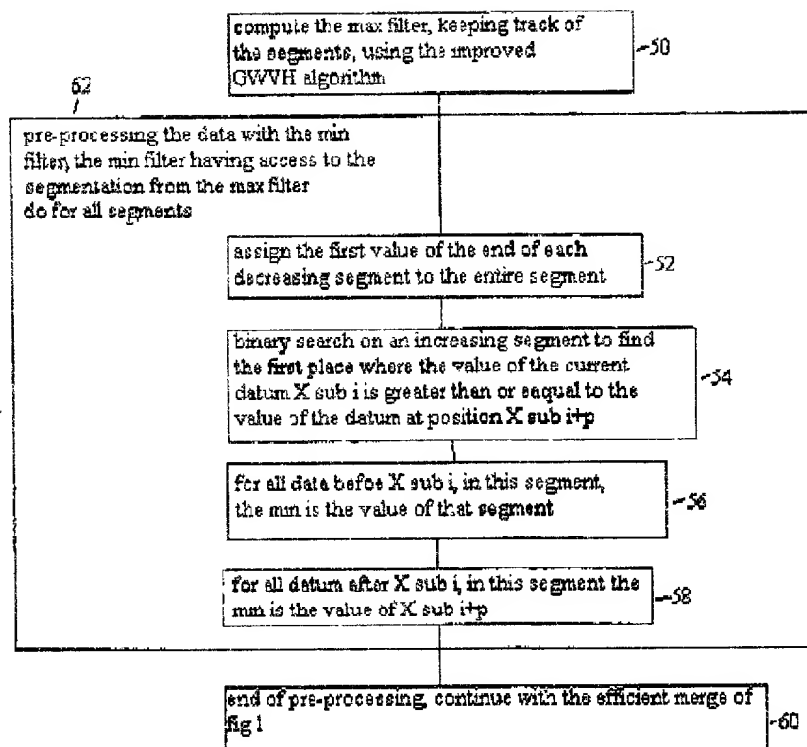 compute the max filter, keeping track of
the segments, using the improved
GWVH algorithm
50
62
pre-processing the data with the min
filter, the min filter having access to the
segmentation from the max filter
do for all segments
assign the first value of the end of each
decreasing segment to the entire segment
52
binary search on an increasing segment to find
the first place where the value of the current
datum X sub i is greater than or eequal to the
value of the datum at position X sub i+p
54
for all data befoe X sub i, in this segment,
the min is the value of that segment
56
for all datum after X sub i, in this segment the
min is the value of X sub i+p
58
end of pre-processing, continue with the efficient merge of
fig 1
60